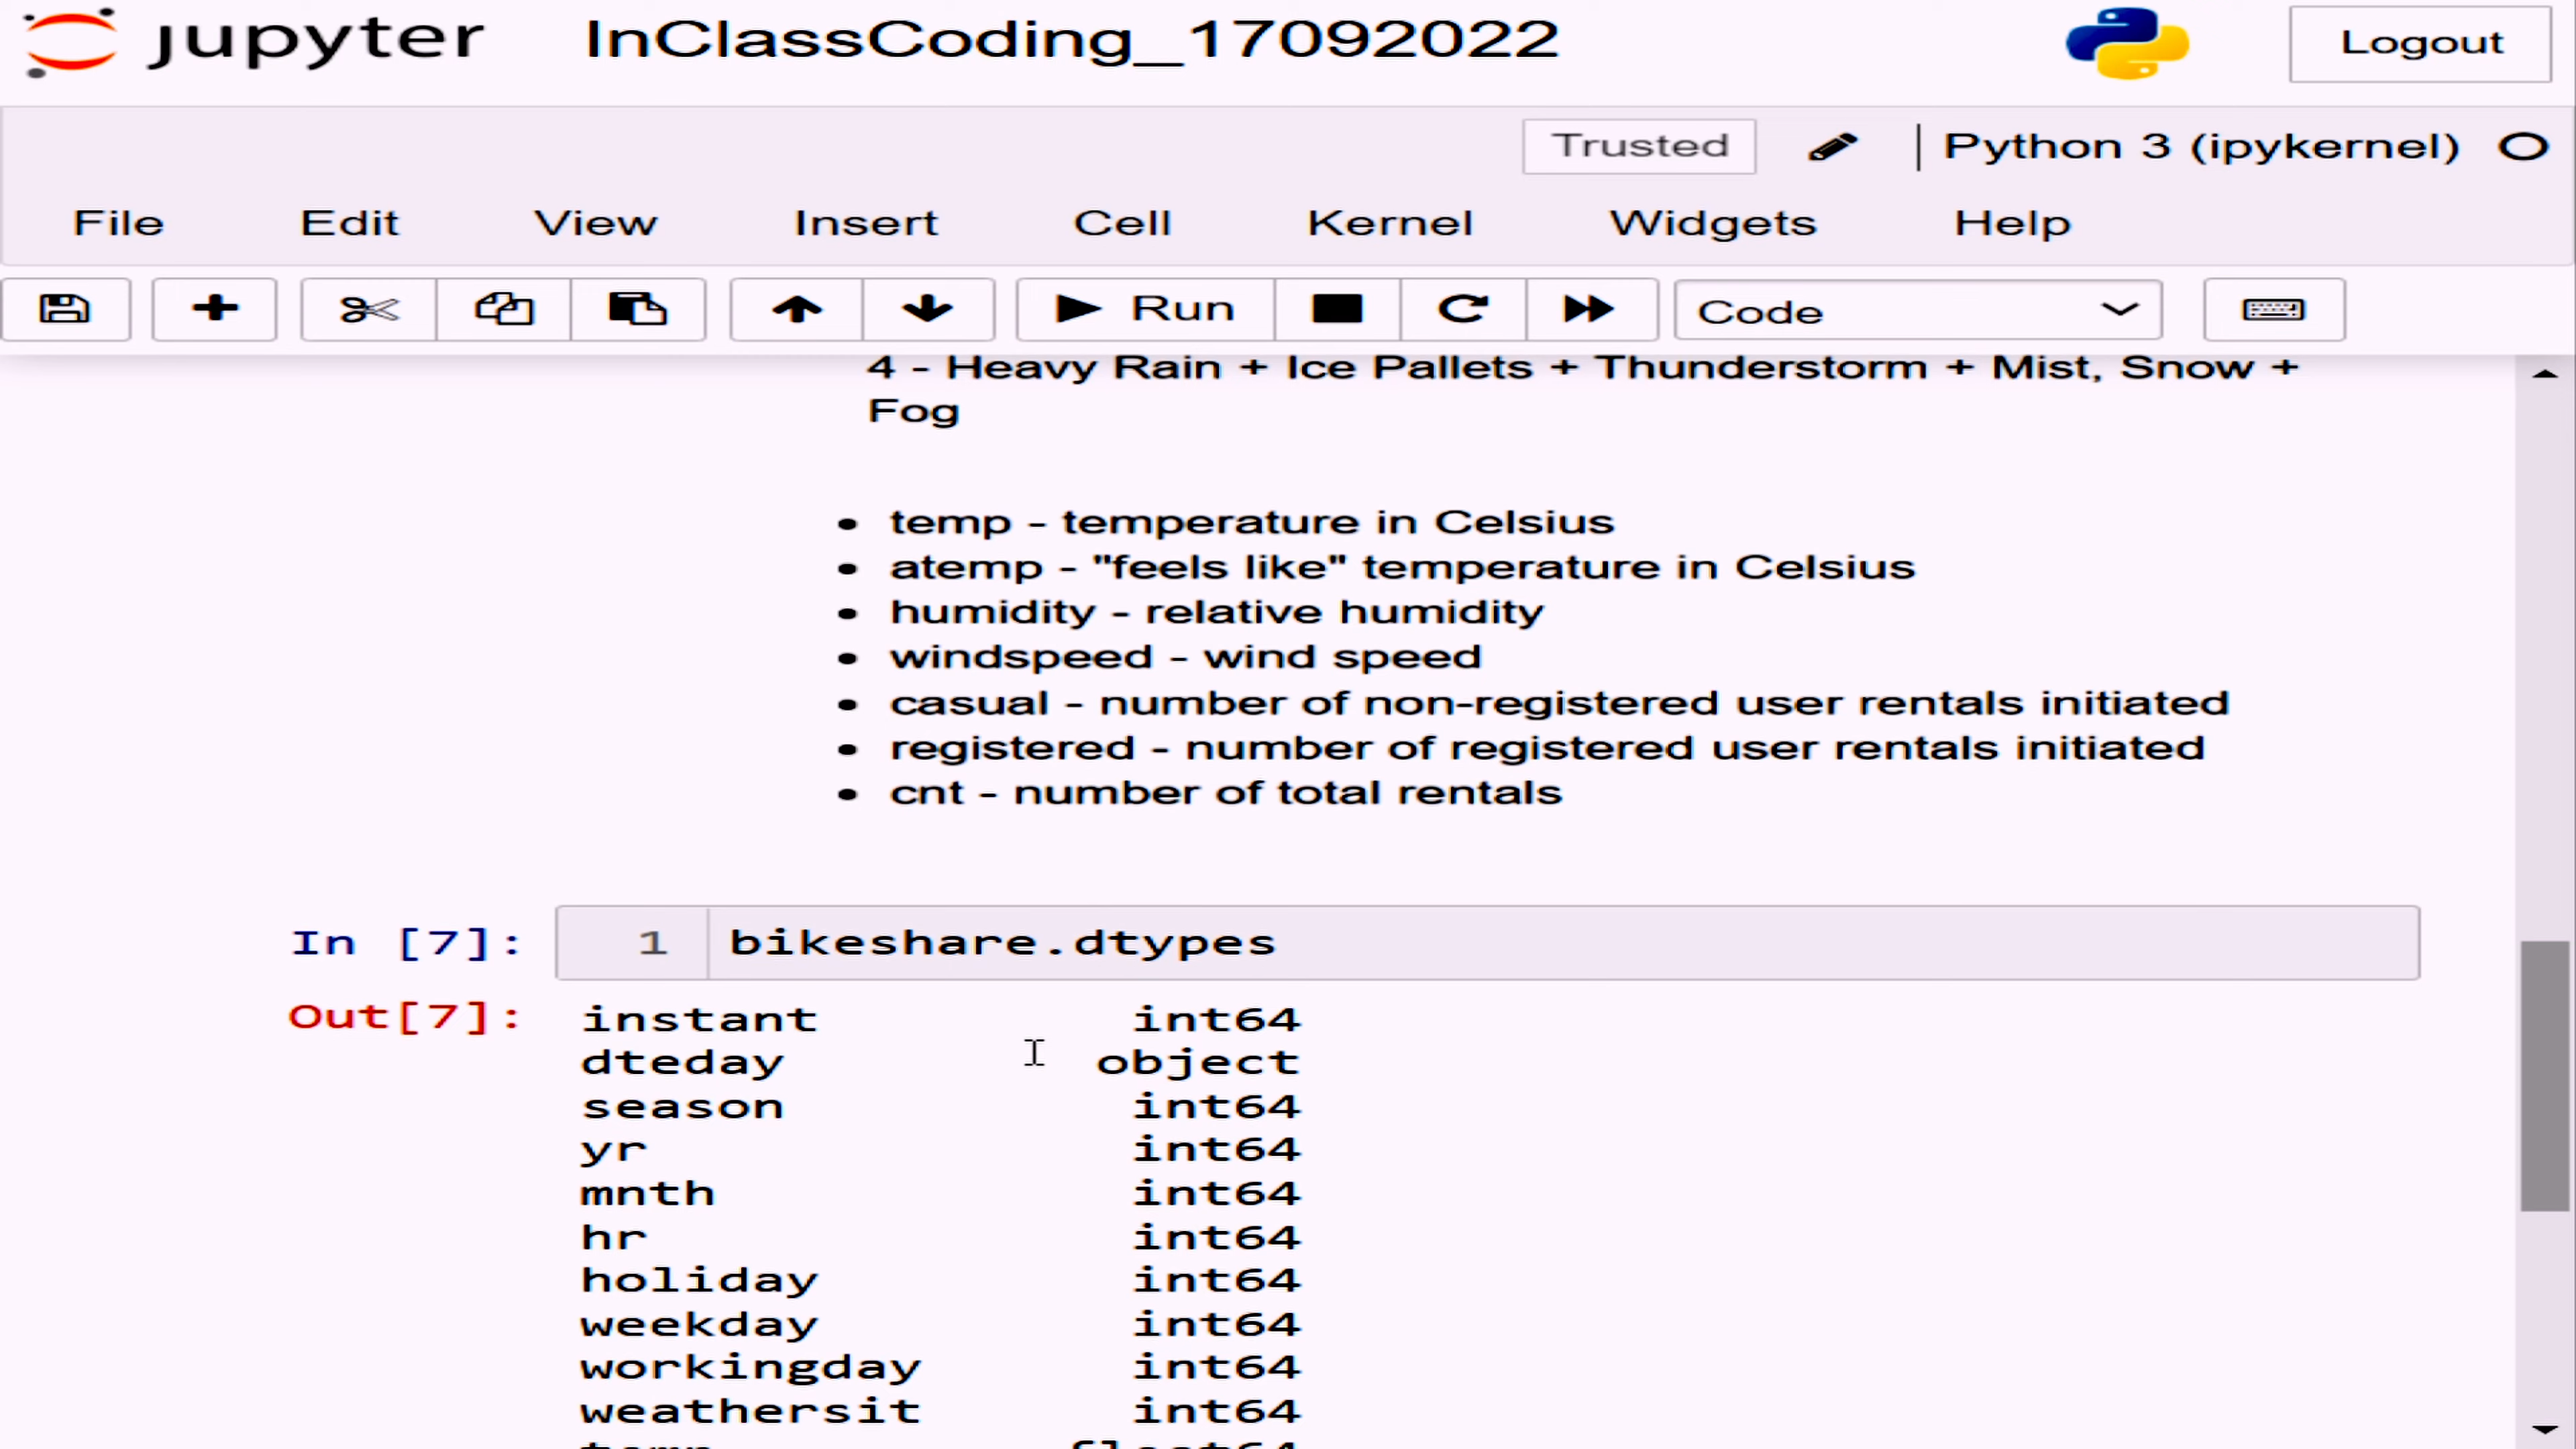 jupyter InClassCoding_17092022 Logout
Trusted Python 3 (ipykernel)
File Edit View Insert Cell Kernel Widgets Help
Run Code
4 - Heavy Rain + Ice Pallets + Thunderstorm + Mist, Snow +
Fog
• temp - temperature in Celsius
• atemp - "feels like" temperature in Celsius
• humidity - relative humidity
• windspeed - wind speed
• casual - number of non-registered user rentals initiated
• registered - number of registered user rentals initiated
• cnt - number of total rentals
In [7]: 1 bikeshare.dtypes
Out[7]: instant int64
dteday object
season int64
yr int64
mnth int64
hr int64
holiday int64
weekday int64
workingday int64
weathersit int64